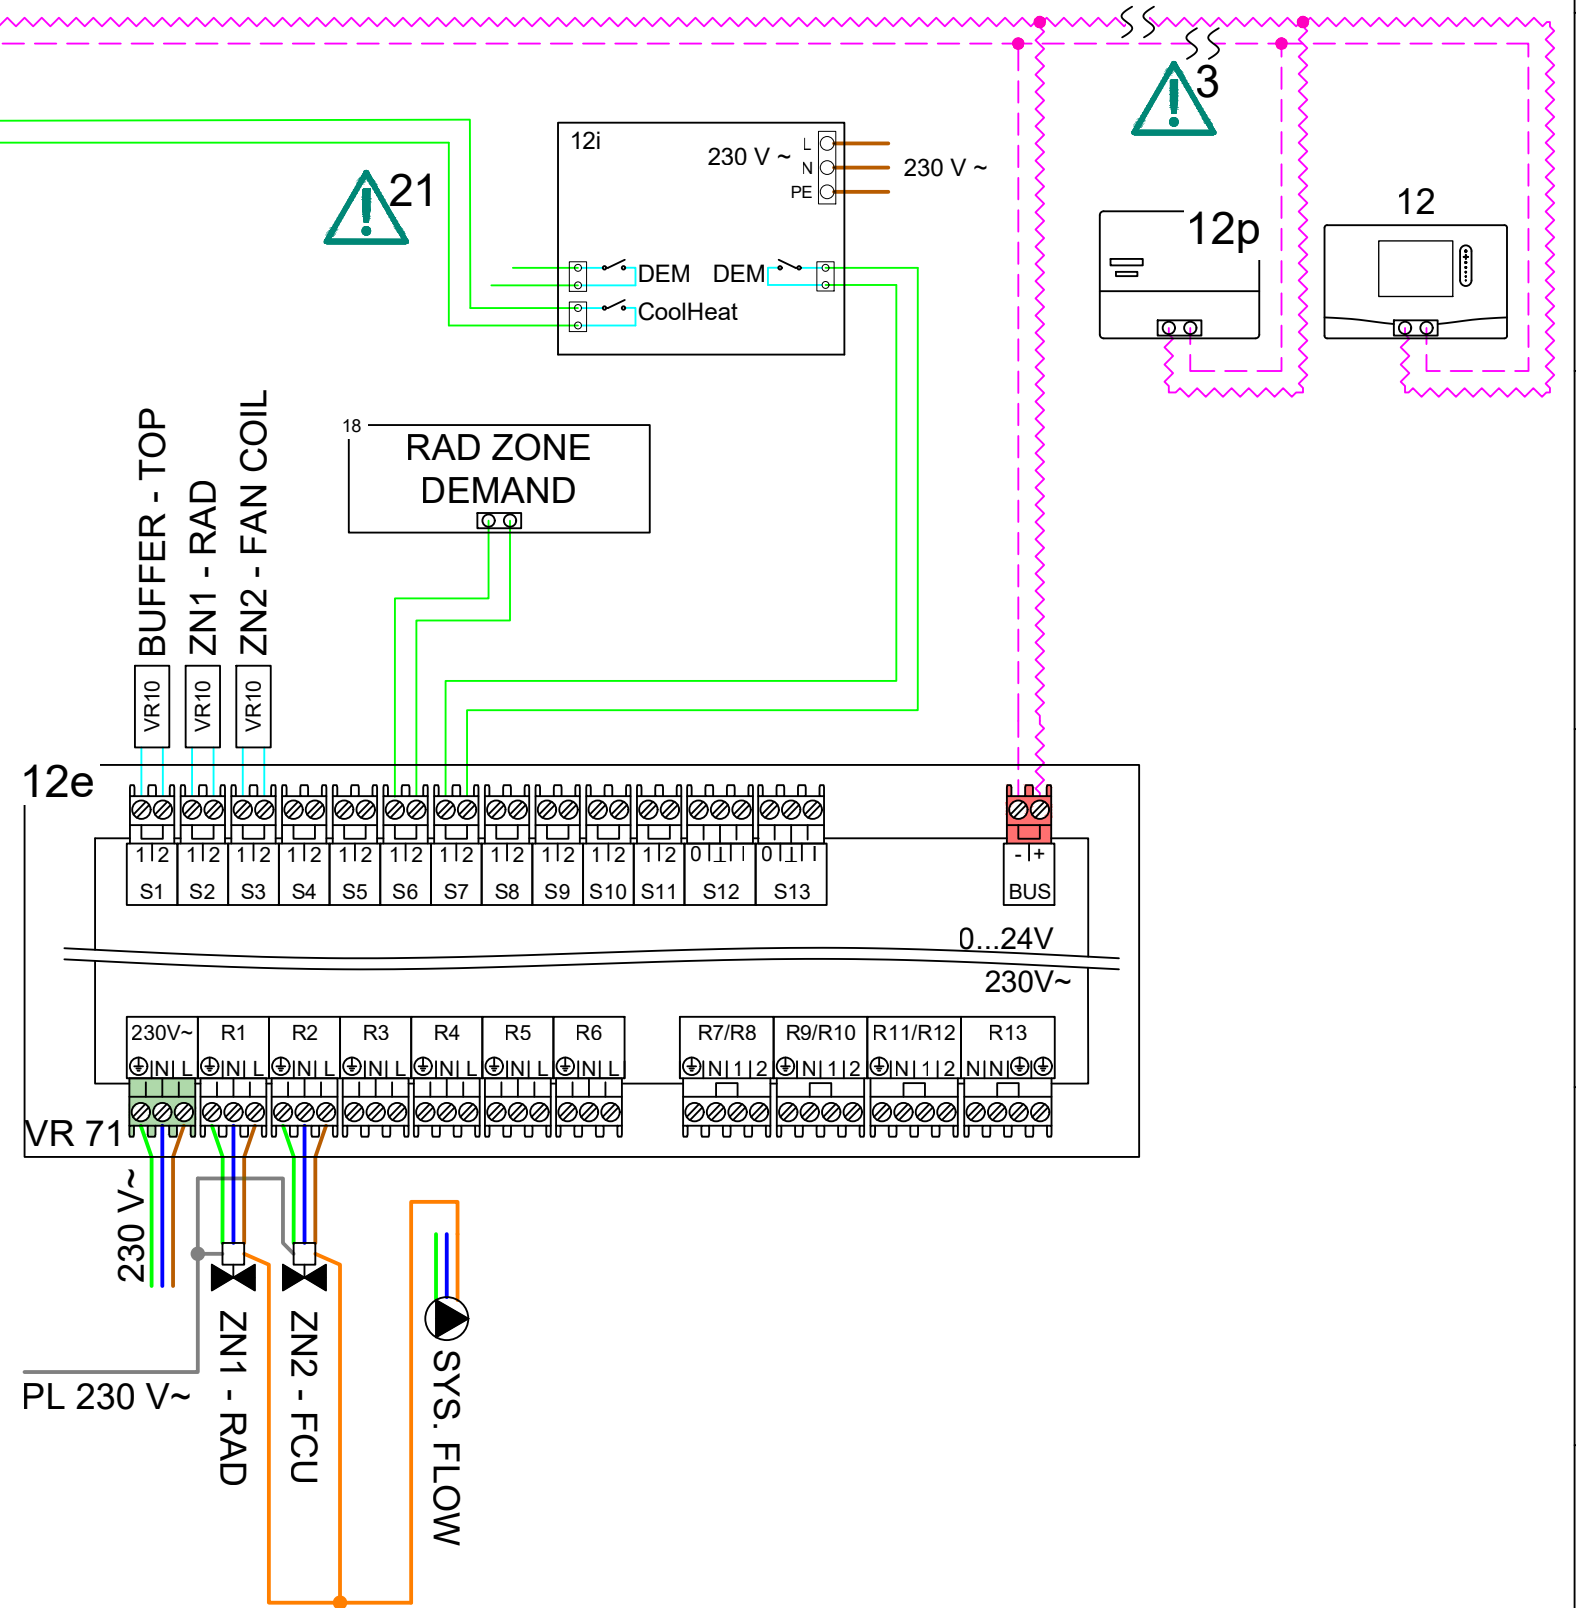 3
21
12i
L
230 V ~
N
230 V ~
PE
DEM
DEM
CoolHeat
12p
12
18
RAD ZONE
DEMAND
BUFFER - TOP
ZN1 - RAD
ZN2 - FAN COIL
VR10
VR10
VR10
12e
1|2 1|2 1|2 1|2 1|2 1|2 1|2 1|2 1|2 1|2 1|2 0 0 - +
S1 S2 S3 S4 S5 S6 S7 S8 S9 S10 S11 S12 S13 BUS
0...24V
230V~
230V~ R1 R2 R3 R4 R5 R6 R7/R8 R9/R10 R11/R12 R13
|N| L |N| L |N| L |N| L |N| L |N| L |N| L |N|1|2 |N|1|2 |N|1|2 N|N|
VR 71
230 V~
PL 230 V~
ZN1 - RAD
ZN2 - FCU
SYS. FLOW